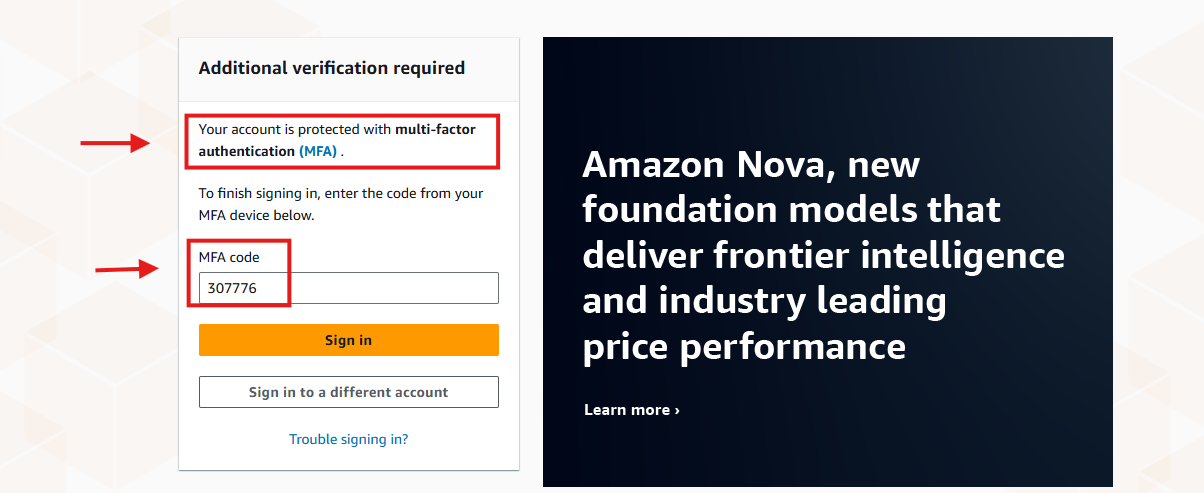 Additional verification required
Your account is protected with multi-factor
authentication (MFA) .
To finish signing in, enter the code from your
MFA device below.
MFA code
307776
Sign in
Sign in to a different account
Trouble signing in?
Amazon Nova, new
foundation models that
deliver frontier intelligence
and industry leading
price performance
Learn more ›